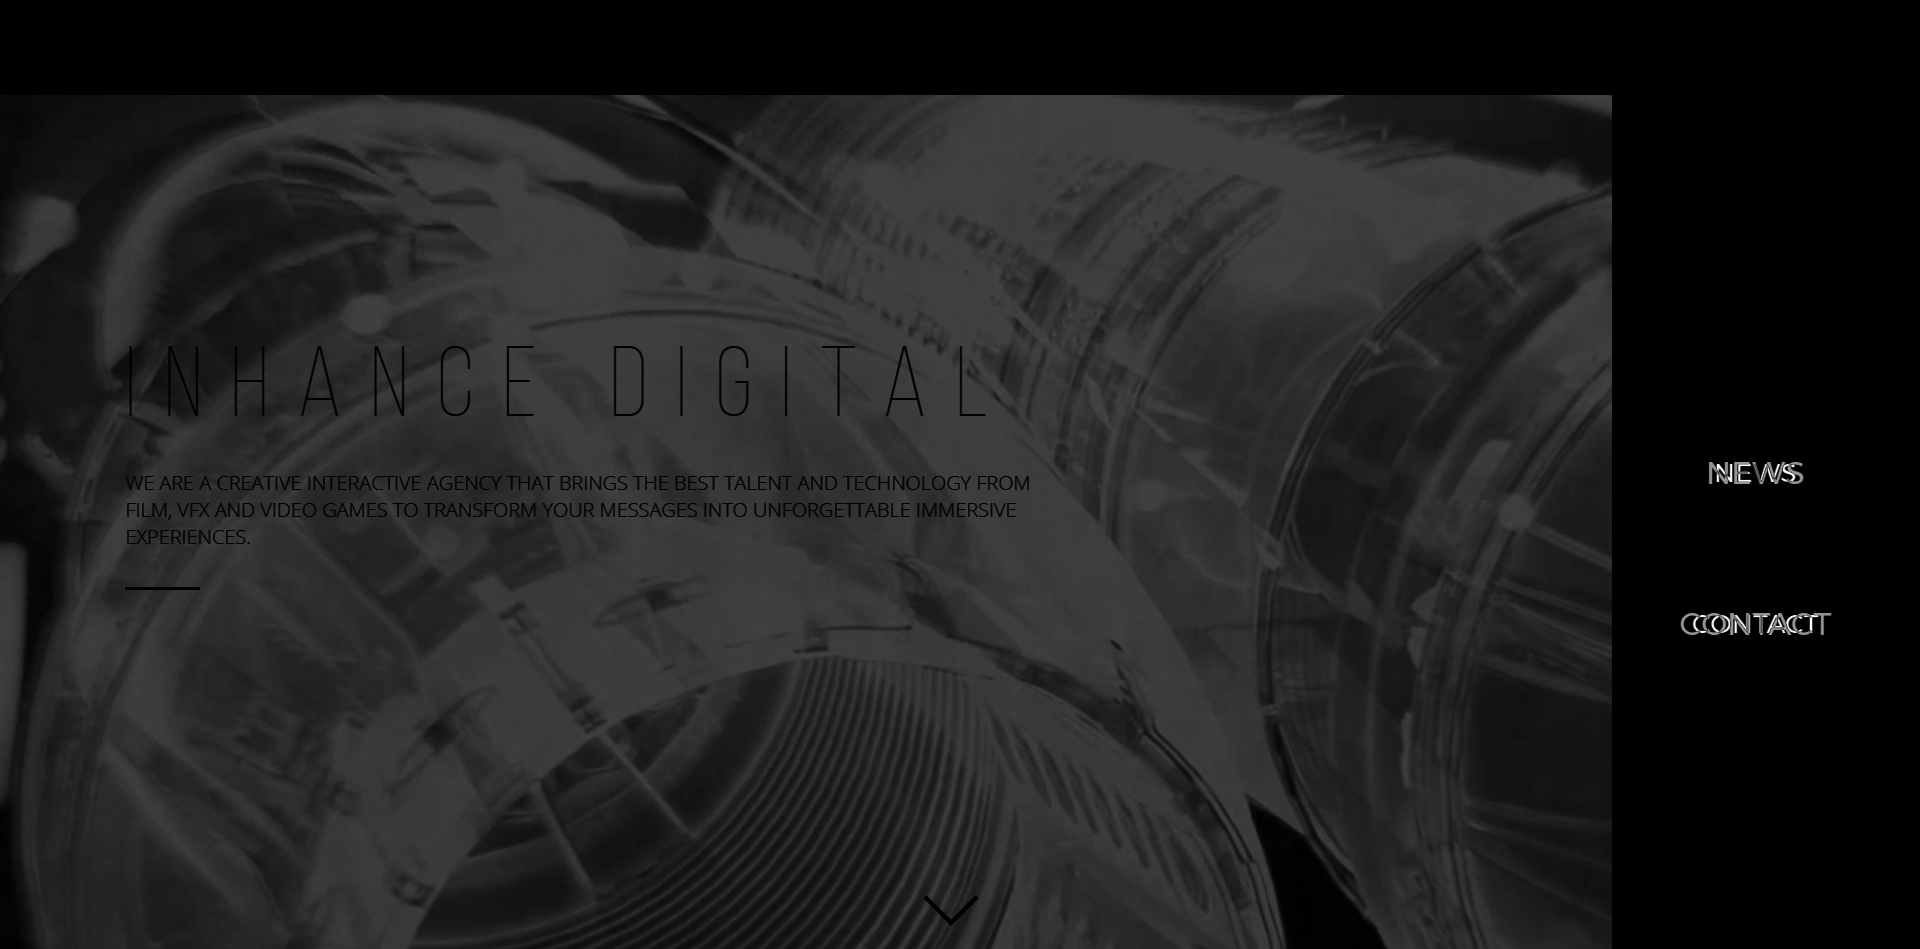 INHANCE DIGITAL
WE ARE A CREATIVE INTERACTIVE AGENCY THAT BRINGS THE BEST TALENT AND TECHNOLOGY FROM
FILM, VFX AND VIDEO GAMES TO TRANSFORM YOUR MESSAGES INTO UNFORGETTABLE IMMERSIVE
EXPERIENCES.
NEWS
CONTACT